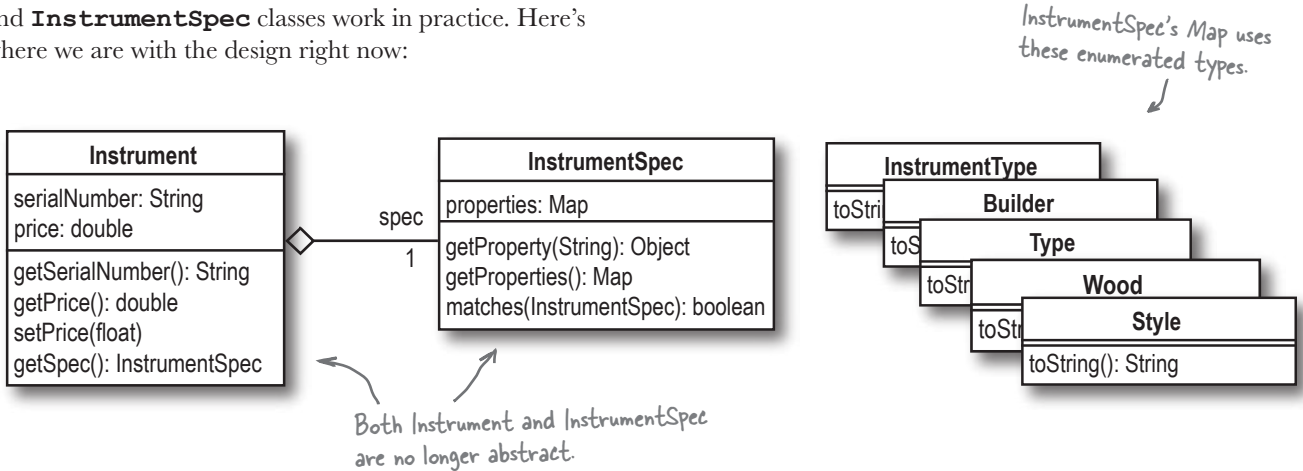 nd InstrumentSpec classes work in practice. Here’s
where we are with the design right now:
InstrumentSpec's Map uses
these enumerated types.
Instrument
serialNumber: String
price: double
getSerialNumber(): String
getPrice(): double
setPrice(float)
getSpec(): InstrumentSpec
spec
1
InstrumentSpec
properties: Map
getProperty(String): Object
getProperties(): Map
matches(InstrumentSpec): boolean
InstrumentType
toStri
Builder
toS
Type
toStr
Wood
toStr
Style
toString(): String
Both Instrument and InstrumentSpec
are no longer abstract.